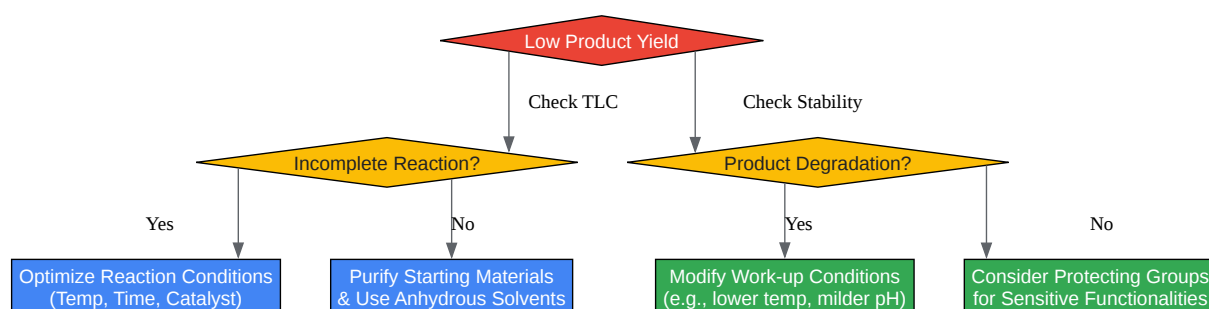 Low Product Yield
Check TLC
Check Stability
Incomplete Reaction?
Product Degradation?
Yes
No
Yes
No
Optimize Reaction Conditions
(Temp, Time, Catalyst)
Purify Starting Materials
& Use Anhydrous Solvents
Modify Work-up Conditions
(e.g., lower temp, milder pH)
Consider Protecting Groups
for Sensitive Functionalities